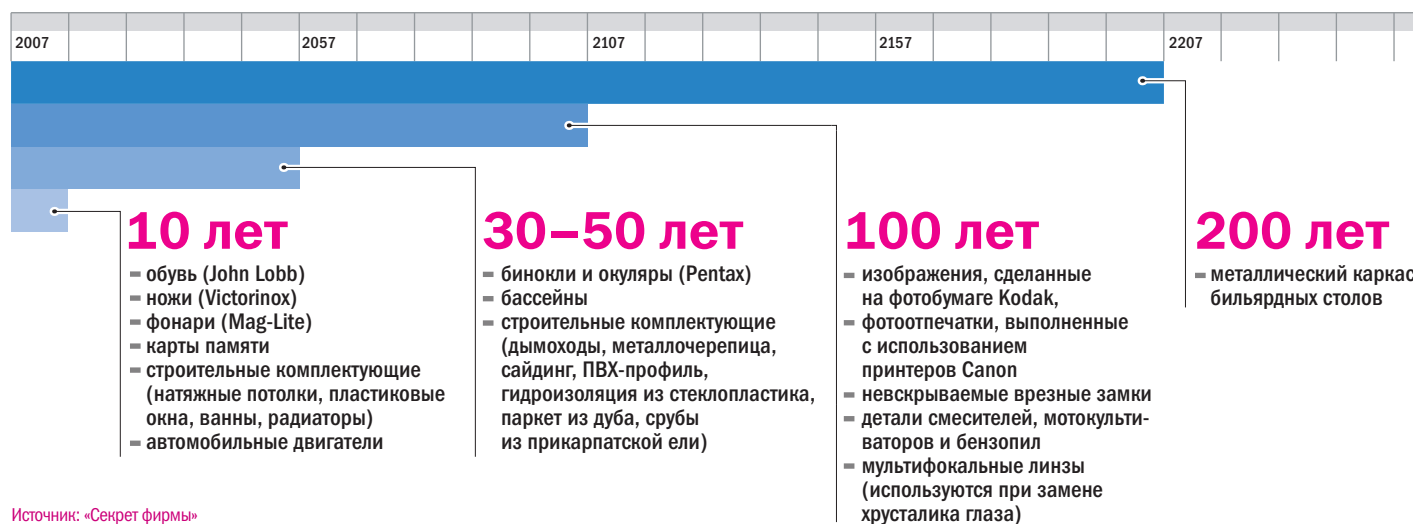 2007
2057
2107
2157
2207
10 лет
– обувь (John Lobb)
– ножи (Victorinox)
– фонари (Mag-Lite)
– карты памяти
– строительные комплектующие
(натяжные потолки, пластиковые
окна, ванны, радиаторы)
– автомобильные двигатели
30–50 лет
– бинокли и окуляры (Pentax)
– бассейны
– строительные комплектующие
(дымоходы, металлочерепица,
сайдинг, ПВХ-профиль,
гидроизоляция из стеклопластика,
паркет из дуба, срубы
из прикарпатской ели)
100 лет
– изображения, сделанные
на фотобумаге Kodak,
– фотоотпечатки, выполненные
с использованием
принтеров Canon
– невскрываемые врезные замки
– детали смесителей, мотокульти-
ваторов и бензопил
– мультифокальные линзы
(используются при замене
хрусталика глаза)
200 лет
– металлический каркас
бильярдных столов
Источник: «Секрет фирмы»